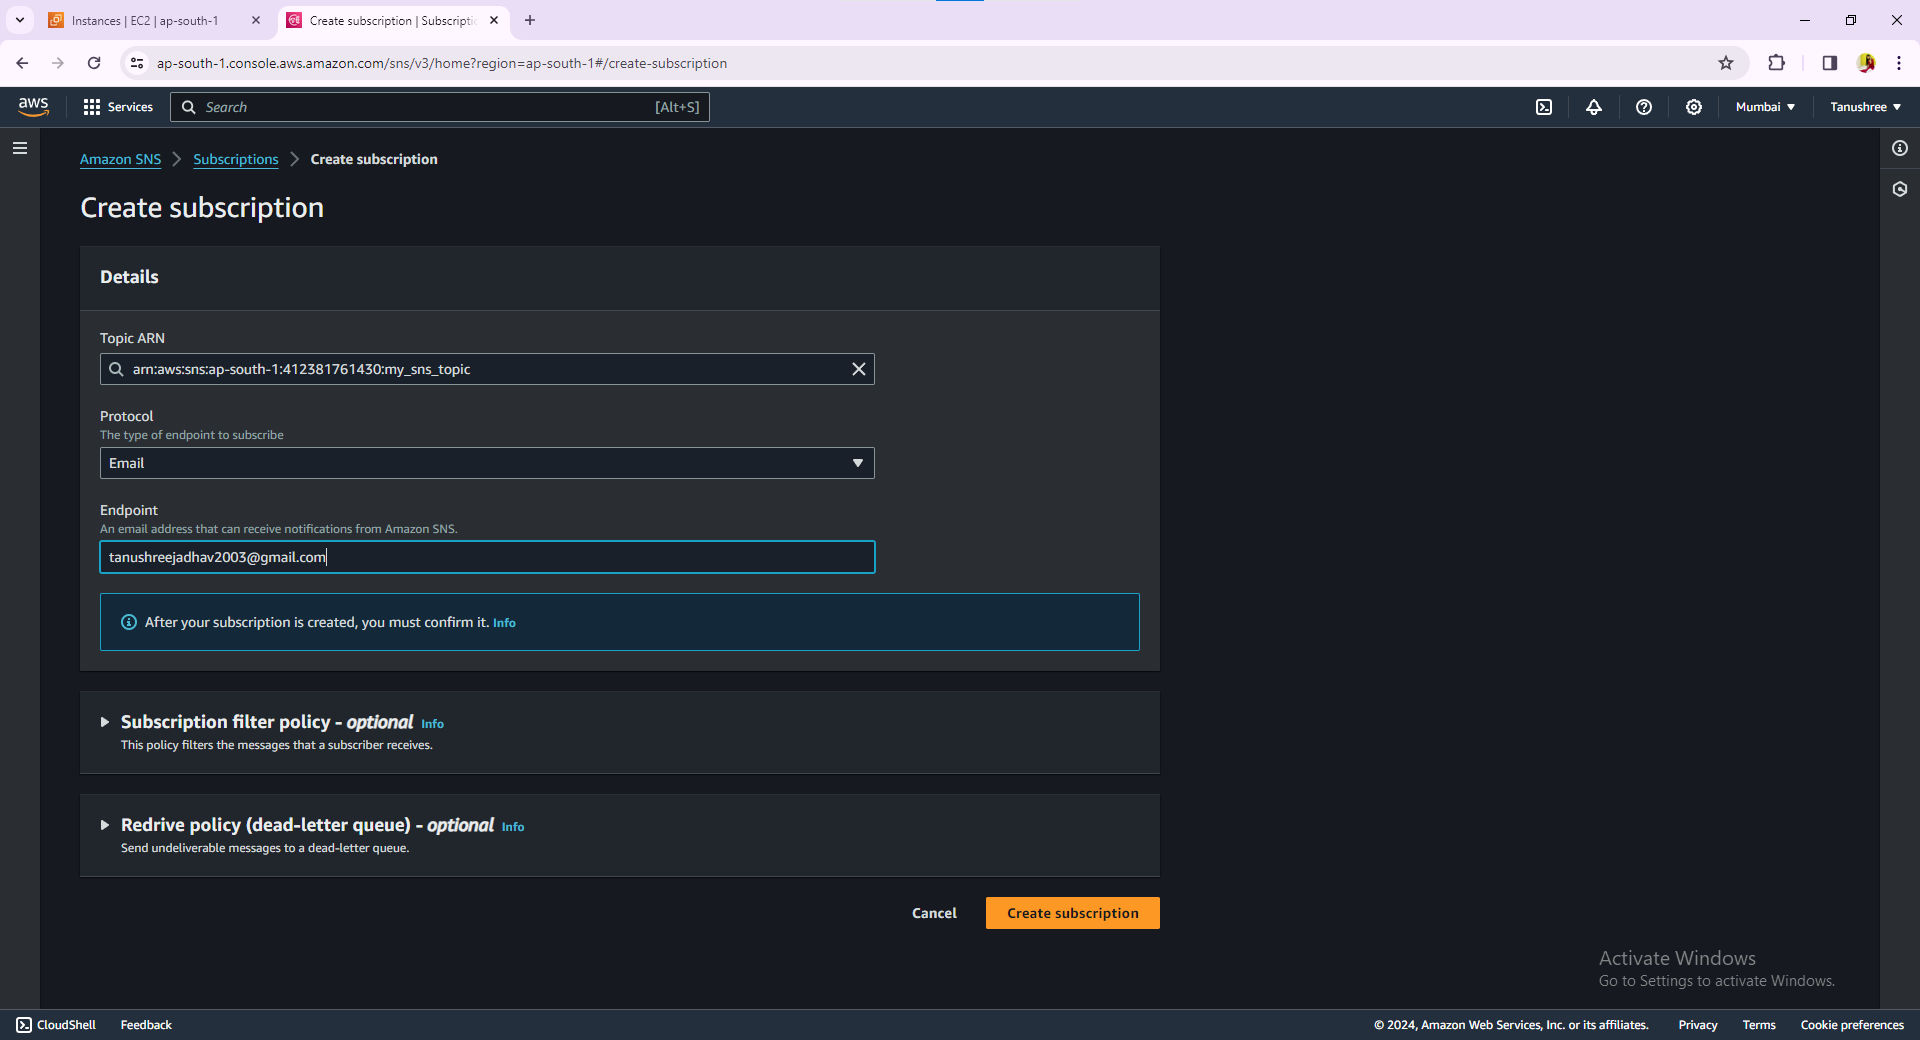 Instances | EC2 | ap-south-1
Create subscription | Subscriptio
ap-south-1.console.aws.amazon.com/sns/v3/home?region=ap-south-1#/create-subscription
aws
Services
Search
[Alt+S]
Mumbai
Tanushree
Amazon SNS
Subscriptions
Create subscription
Create subscription
Details
Topic ARN
arn:aws:sns:ap-south-1:412381761430:my_sns_topic
Protocol
The type of endpoint to subscribe
Email
Endpoint
An email address that can receive notifications from Amazon SNS.
tanushreejadhav2003@gmail.com
After your subscription is created, you must confirm it. Info
Subscription filter policy - optional Info
This policy filters the messages that a subscriber receives.
Redrive policy (dead-letter queue) - optional Info
Send undeliverable messages to a dead-letter queue.
Cancel
Create subscription
Activate Windows
Go to Settings to activate Windows.
CloudShell
Feedback
© 2024, Amazon Web Services, Inc. or its affiliates.
Privacy
Terms
Cookie preferences